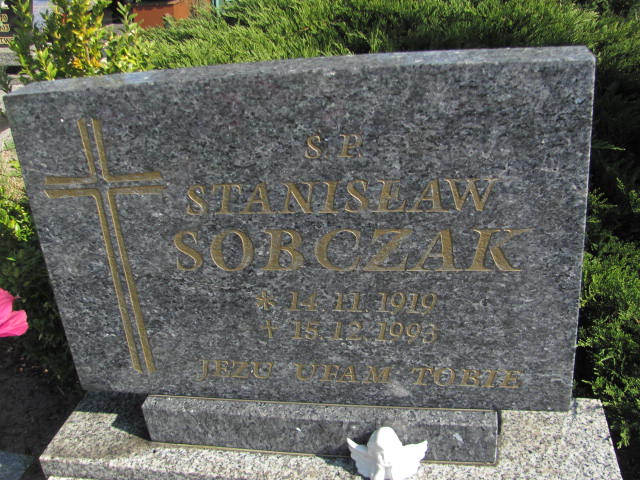 Ś. P.
STANISŁAW
SOBCZAK
* 14 11 1919
+ 15 12 1993
JEZU UFAM TOBIE